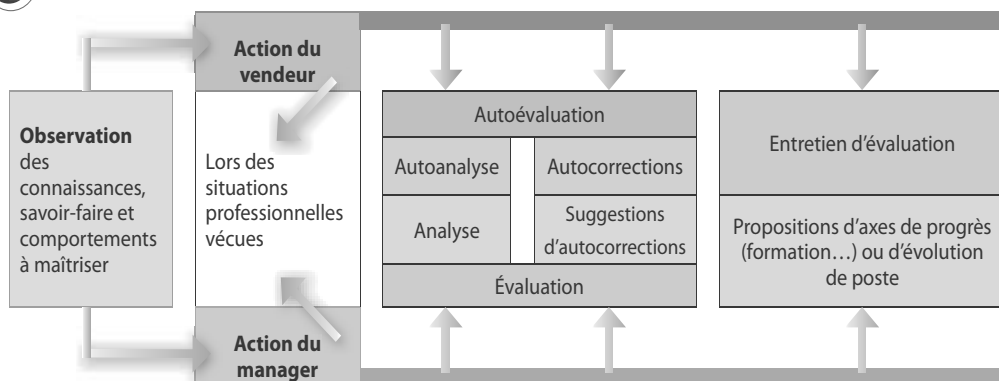 Action du
vendeur
Observation
des
connaissances,
savoir-faire et
comportements
à maîtriser
Lors des
situations
professionnelles
vécues
Action du
manager
Autoévaluation
Autoanalyse
Autocorrections
Analyse
Suggestions
d'autocorrections
Évaluation
Entretien d'évaluation
Propositions d'axes de progrès
(formation…) ou d'évolution
de poste